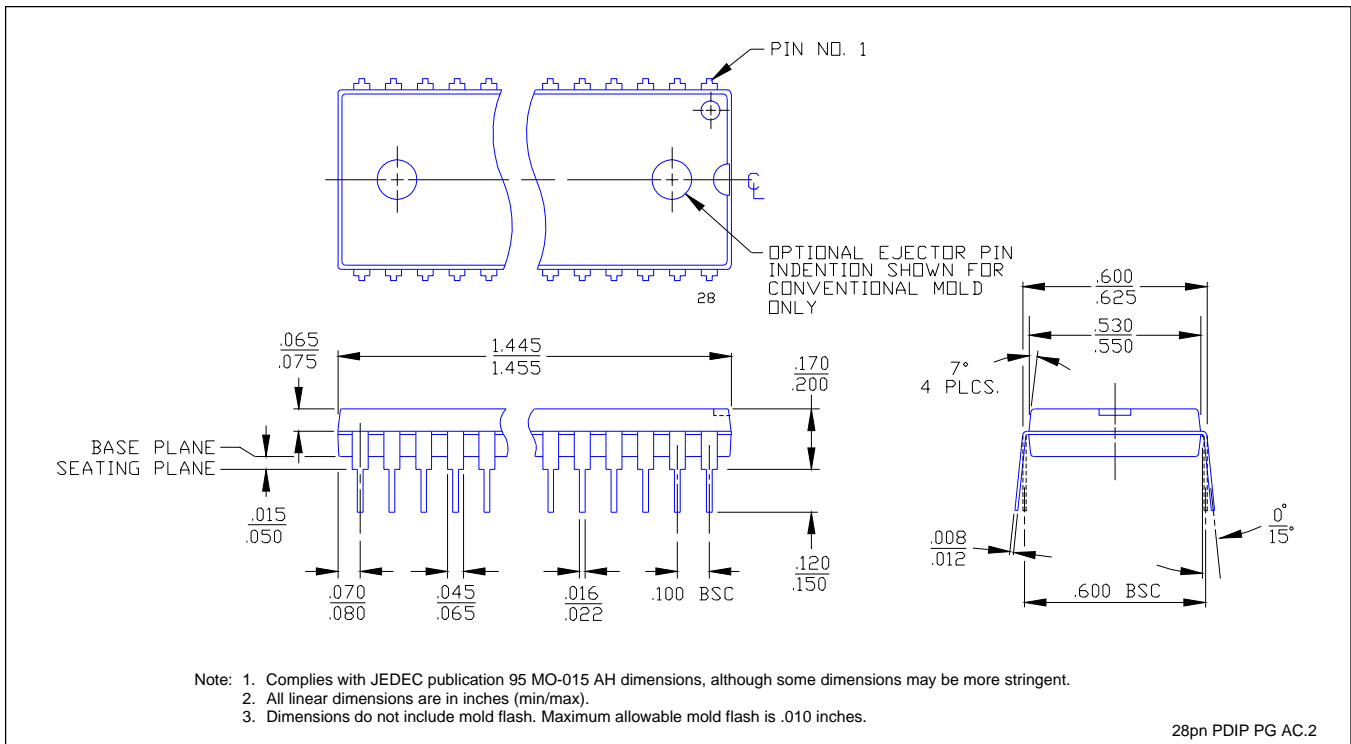 PIN NO. 1
℄
OPTIONAL EJECTOR PIN
INDENTION SHOWN FOR
CONVENTIONAL MOLD
ONLY
28
.600
.625
.530
.550
7°
4 PLCS.
.065
.075
1.445
1.455
.170
.200
BASE PLANE
SEATING PLANE
.015
.050
.070
.080
.045
.065
.016
.022
.100 BSC
.120
.150
.008
.012
0°
15°
.600 BSC
Note: 1. Complies with JEDEC publication 95 MO-015 AH dimensions, although some dimensions may be more stringent.
2. All linear dimensions are in inches (min/max).
3. Dimensions do not include mold flash. Maximum allowable mold flash is .010 inches.
28pn PDIP PG AC.2